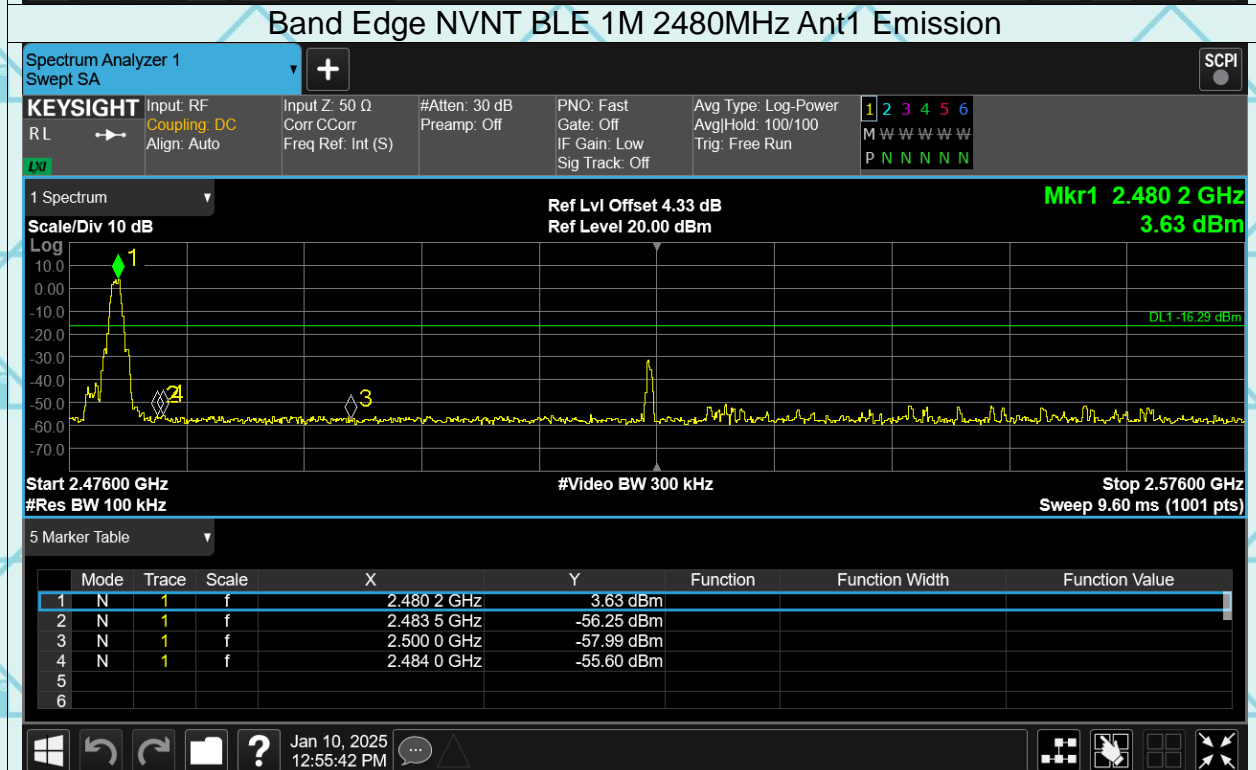 Band Edge NVNT BLE 1M 2480MHz Ant1 Emission
Spectrum Analyzer 1
Swept SA
SCPI
KEYSIGHT
R L
LXI
Input: RF
Coupling: DC
Align: Auto
Input Z: 50 Ω
Corr CCorr
Freq Ref: Int (S)
#Atten: 30 dB
Preamp: Off
PNO: Fast
Gate: Off
IF Gain: Low
Sig Track: Off
Avg Type: Log-Power
Avg|Hold: 100/100
Trig: Free Run
1 2 3 4 5 6
M W W W W W
P N N N N N
1 Spectrum
Scale/Div 10 dB
Ref Lvl Offset 4.33 dB
Ref Level 20.00 dBm
Mkr1 2.480 2 GHz
3.63 dBm
Log
10.0
0.00
-10.0
-20.0
-30.0
-40.0
-50.0
-60.0
-70.0
1
2
4
3
DL1 -16.29 dBm
Start 2.47600 GHz
#Res BW 100 kHz
#Video BW 300 kHz
Stop 2.57600 GHz
Sweep 9.60 ms (1001 pts)
5 Marker Table
Mode Trace Scale X Y Function Function Width Function Value
1 N 1 f 2.480 2 GHz 3.63 dBm
2 N 1 f 2.483 5 GHz -56.25 dBm
3 N 1 f 2.500 0 GHz -57.99 dBm
4 N 1 f 2.484 0 GHz -55.60 dBm
5
6
?
Jan 10, 2025
12:55:42 PM